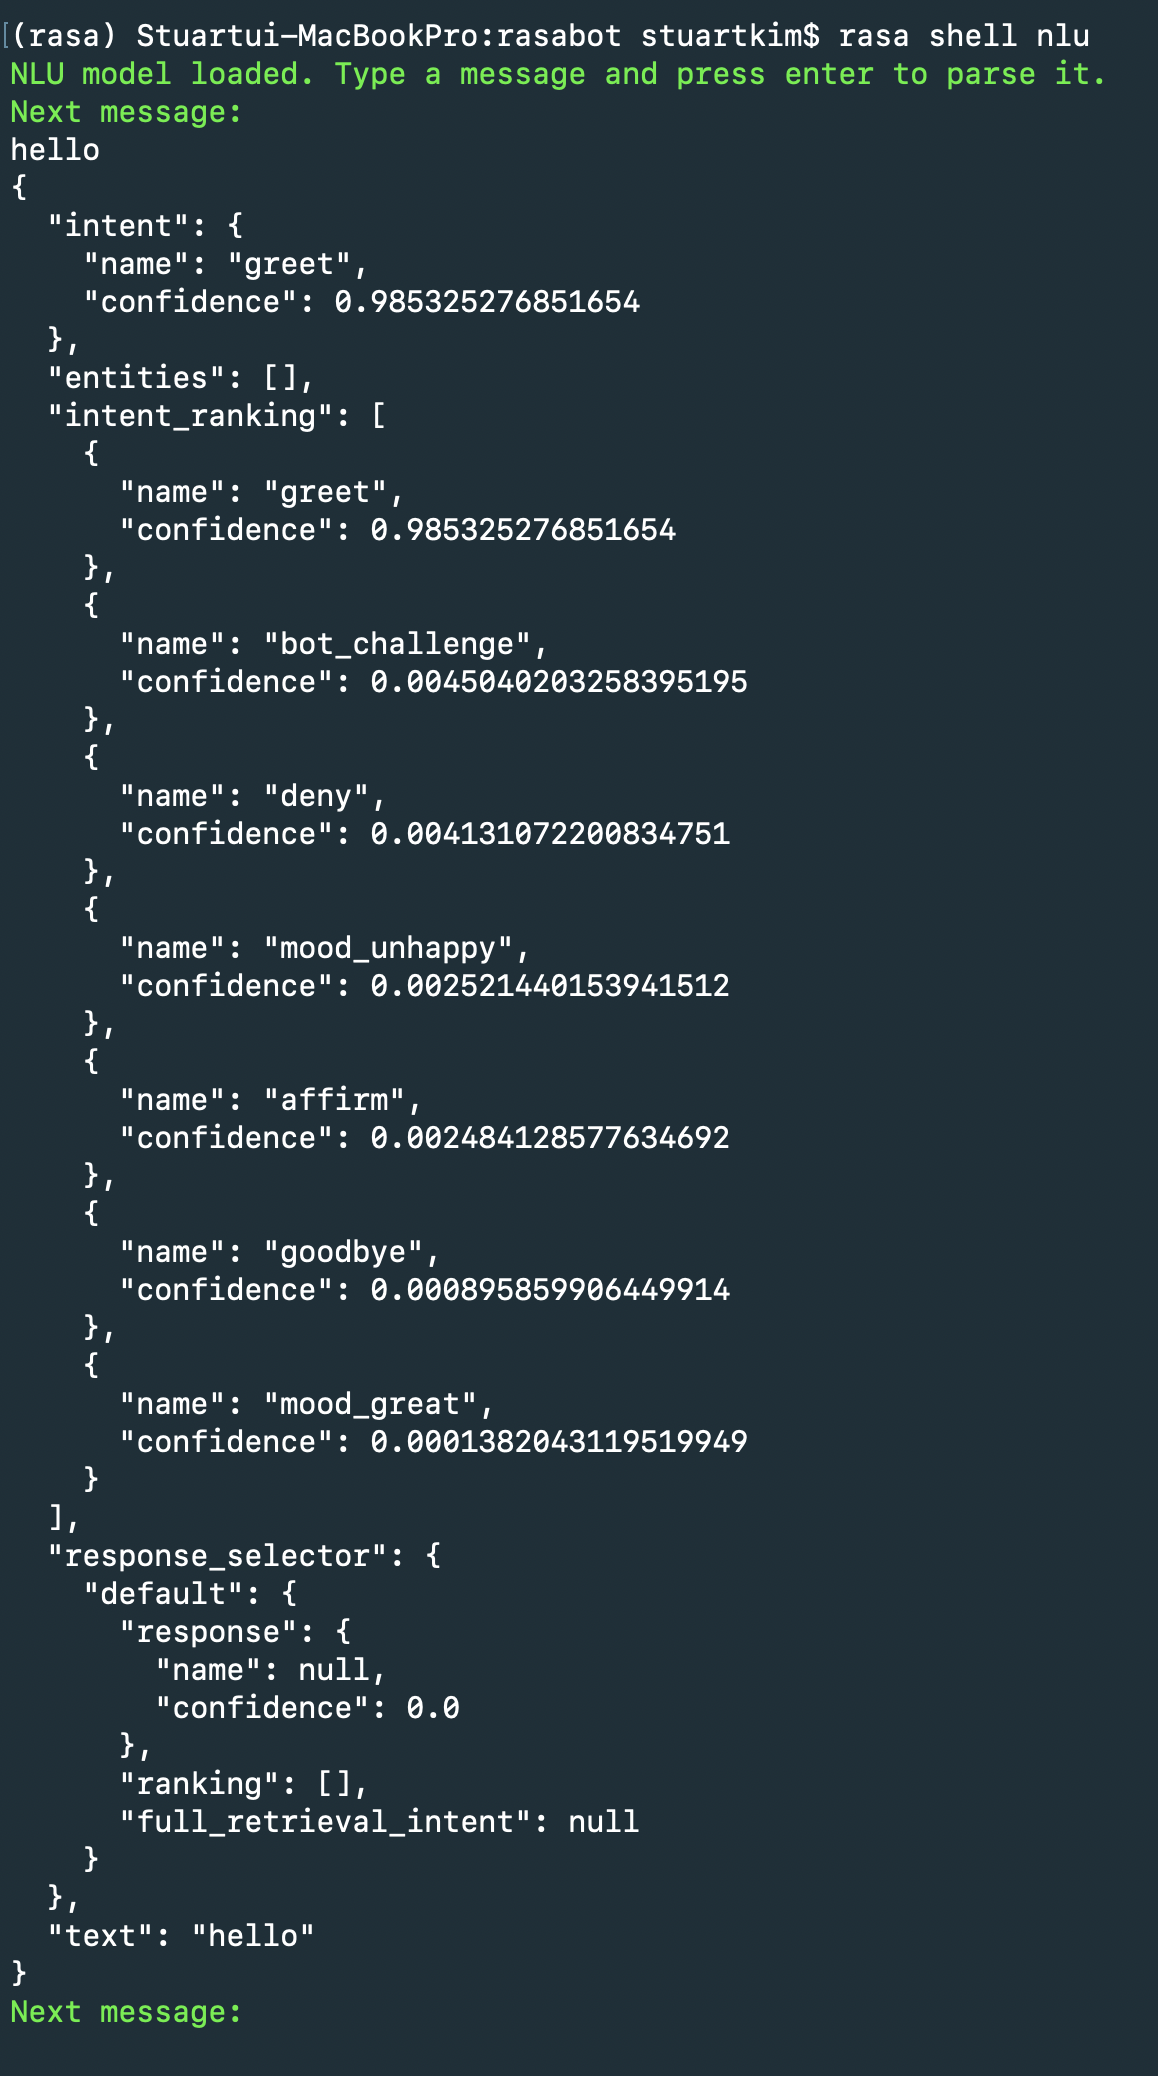 [(rasa) Stuartui-MacBookPro:rasabot stuartkim$ rasa shell nlu
NLU model loaded. Type a message and press enter to parse it.
Next message:
hello
{
  "intent": {
    "name": "greet",
    "confidence": 0.985325276851654
  },
  "entities": [],
  "intent_ranking": [
    {
      "name": "greet",
      "confidence": 0.985325276851654
    },
    {
      "name": "bot_challenge",
      "confidence": 0.0045040203258395195
    },
    {
      "name": "deny",
      "confidence": 0.004131072200834751
    },
    {
      "name": "mood_unhappy",
      "confidence": 0.002521440153941512
    },
    {
      "name": "affirm",
      "confidence": 0.002484128577634692
    },
    {
      "name": "goodbye",
      "confidence": 0.000895859906449914
    },
    {
      "name": "mood_great",
      "confidence": 0.0001382043119519949
    }
  ],
  "response_selector": {
    "default": {
      "response": {
        "name": null,
        "confidence": 0.0
      },
      "ranking": [],
      "full_retrieval_intent": null
    }
  },
  "text": "hello"
}
Next message: